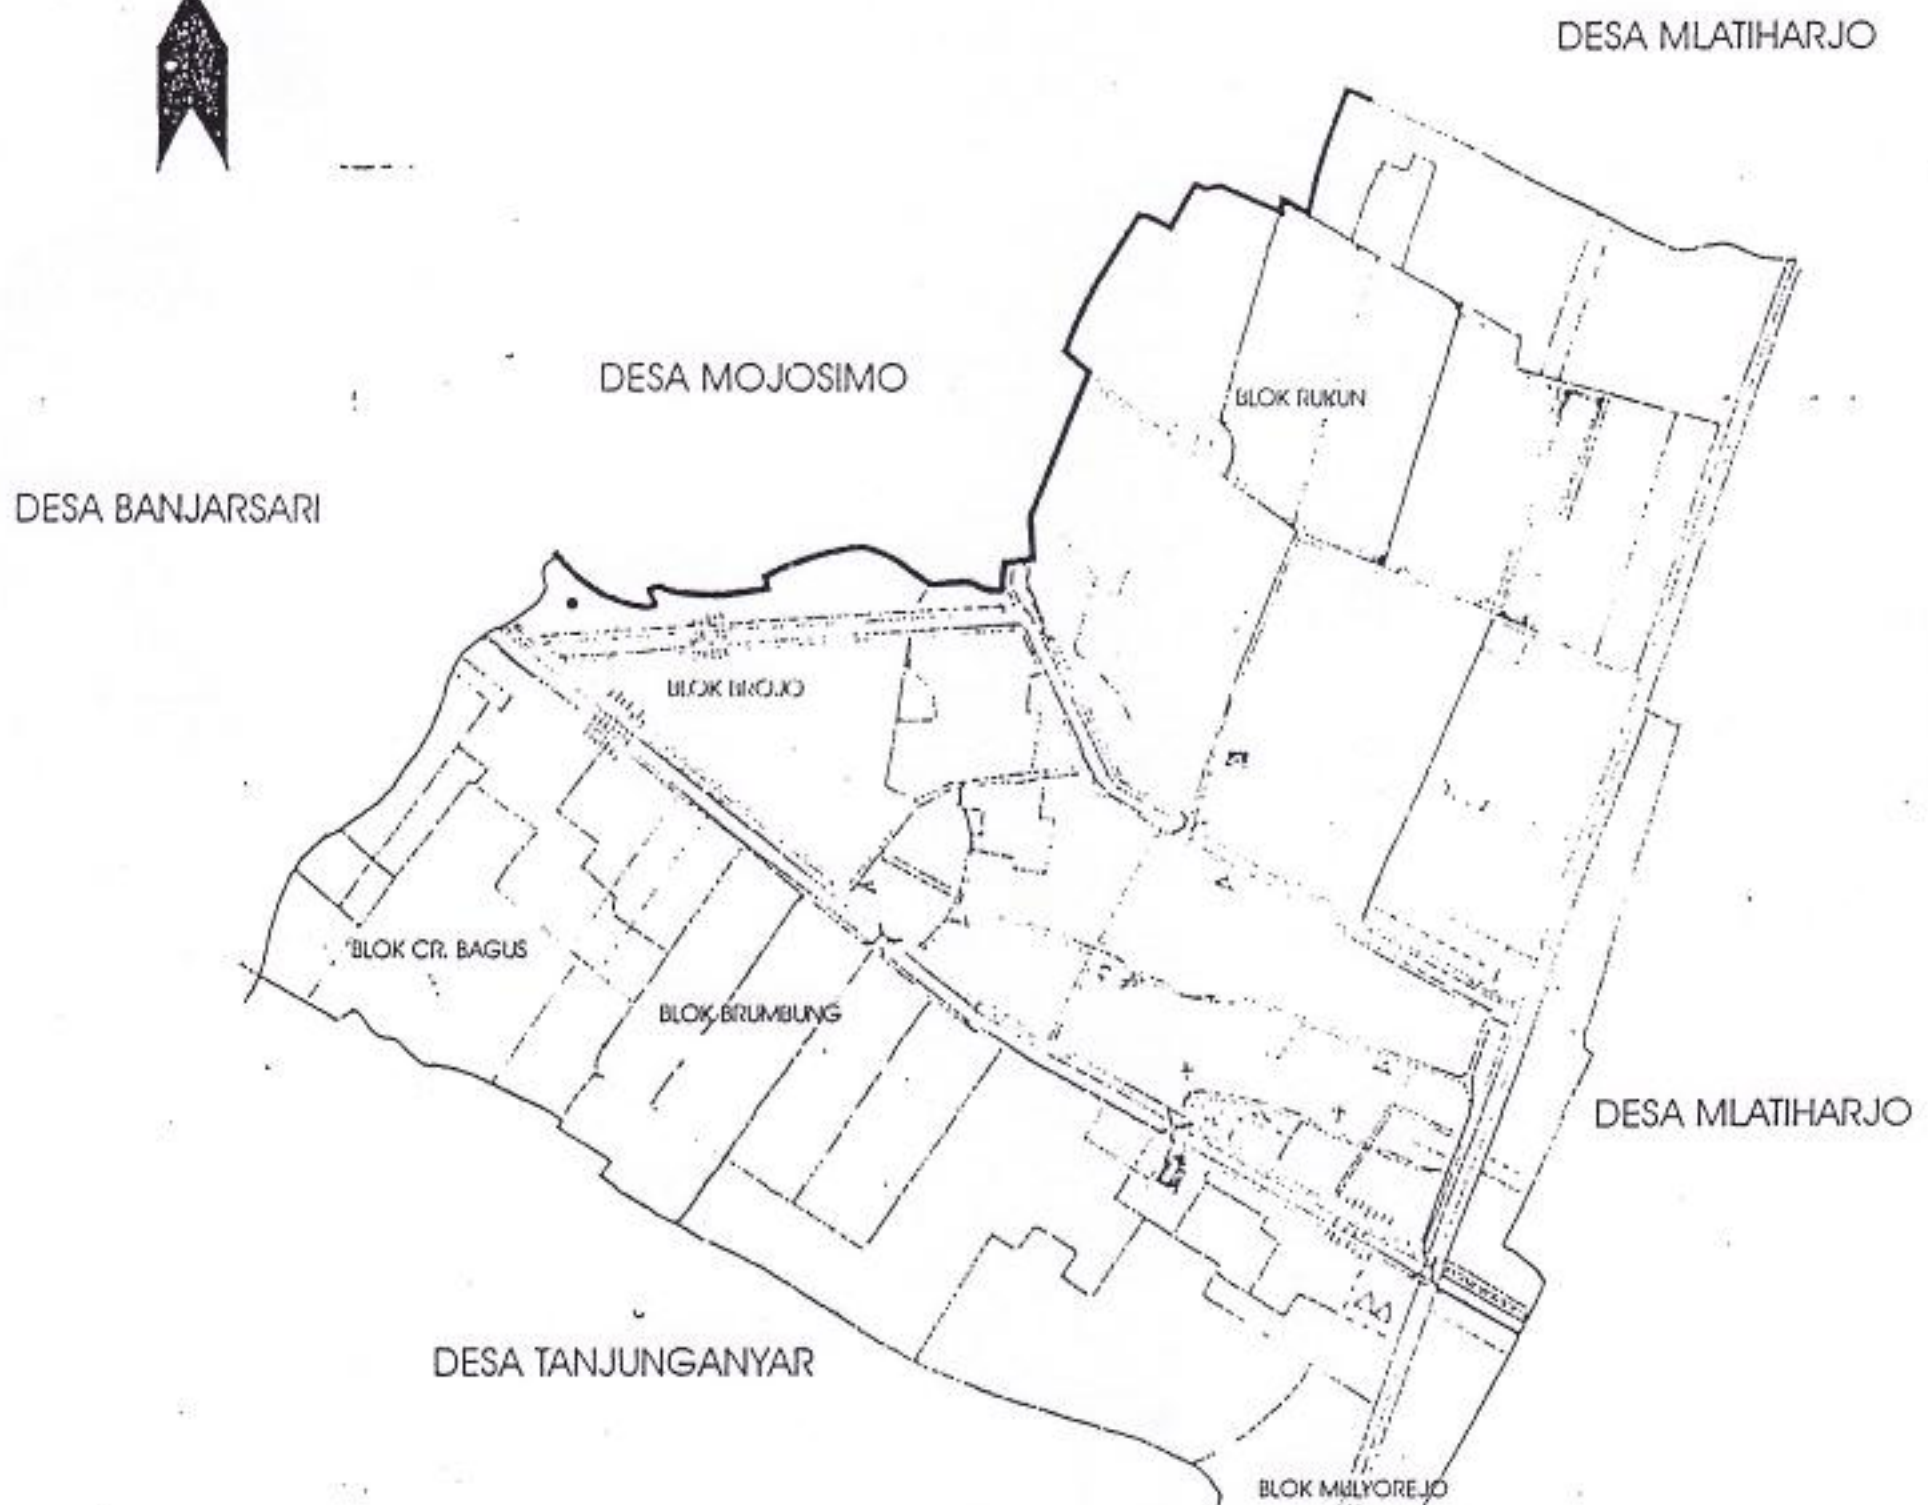 DESA MLATIHARJO
DESA MOJOSIMO
BLOK RUKUN
DESA BANJARSARI
BLOK BROJO
BLOK CR. BAGUS
BLOK BRUMBUNG
DESA MLATIHARJO
DESA TANJUNGANYAR
BLOK MULYOREJO